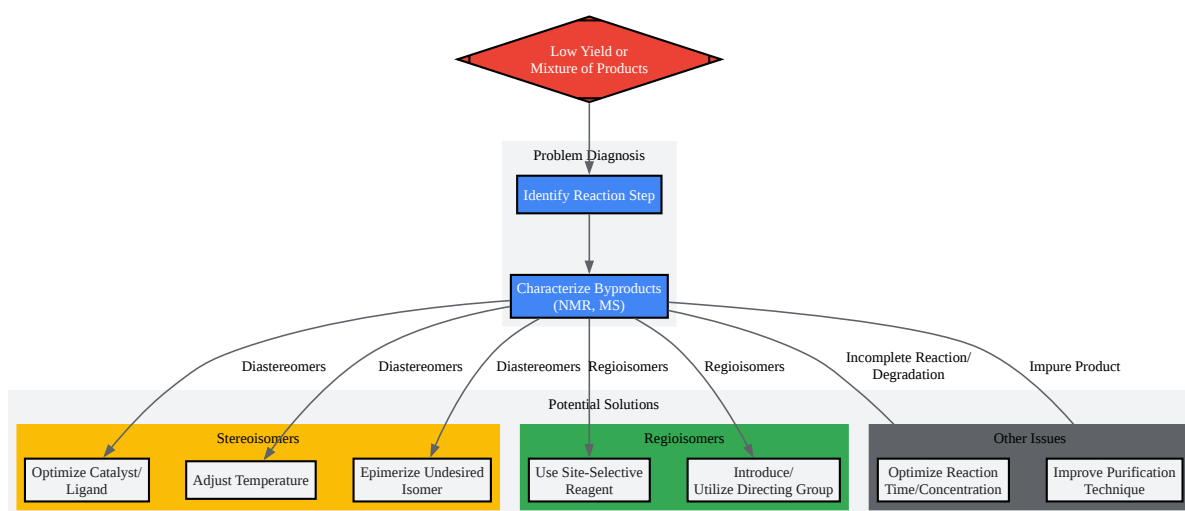 Low Yield or
Mixture of Products
Problem Diagnosis
Identify Reaction Step
Characterize Byproducts
(NMR, MS)
Diastereomers
Diastereomers
Diastereomers
Regioisomers
Regioisomers
Incomplete Reaction/
Degradation
Impure Product
Potential Solutions
Stereoisomers
Regioisomers
Other Issues
Optimize Catalyst/
Ligand
Adjust Temperature
Epimerize Undesired
Isomer
Use Site-Selective
Reagent
Introduce/
Utilize Directing Group
Optimize Reaction
Time/Concentration
Improve Purification
Technique